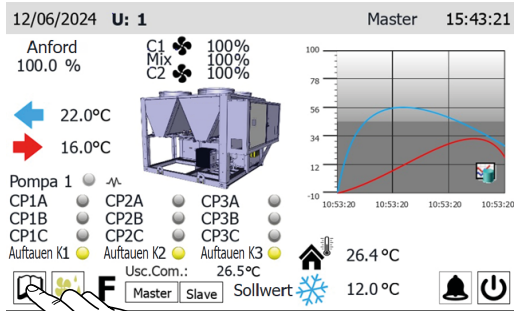 12/06/2024 U: 1 Master 15:43:21
Anford
100.0 %
C1 100%
Mix 100%
C2 100%
22.0°C
16.0°C
100
78
56
34
12
-10
10:53:20 10:53:20 10:53:20 10:53:20
Pompa 1
CP1A CP2A CP3A
CP1B CP2B CP3B
CP1C CP2C CP3C
Auftauen K1 Auftauen K2 Auftauen K3
26.4 °C
F
Usc.Com.: 26.5°C
Master Slave
Sollwert 12.0 °C